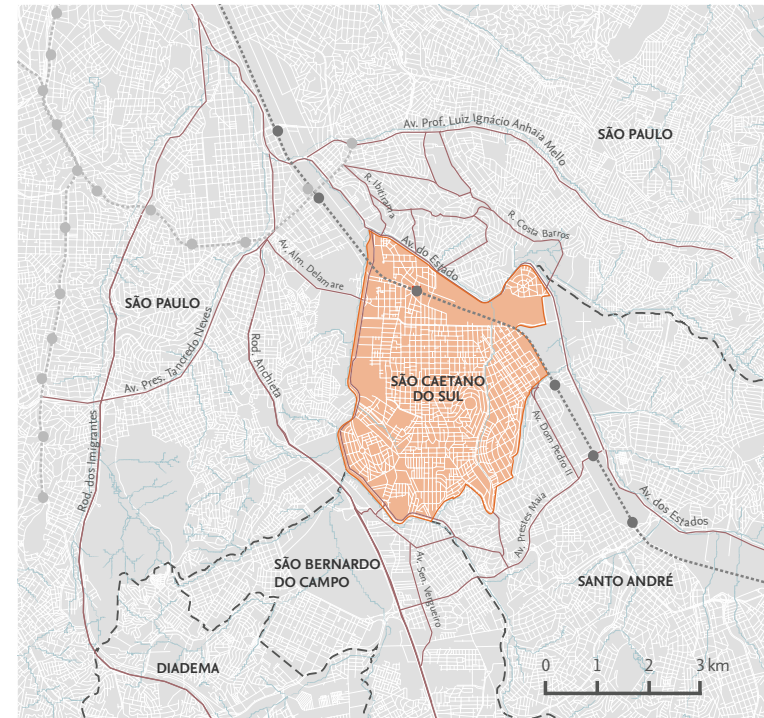 Av. Prof. Luiz Ignácio Anhaia Mello
SÃO PAULO
R. Ibitirama
R. Costa Barros
Av. do Estado
Av. Alm. Delamare
SÃO PAULO
Av. Pres. Tancredo Neves
Rod. Anchieta
SÃO CAETANO
DO SUL
Av. Dom Pedro II
Rod. dos Imigrantes
Av. dos Estados
Av. Prestes Maia
SÃO BERNARDO
DO CAMPO
Av. Sen. Vergueiro
SANTO ANDRÉ
DIADEMA
0 1 2 3 km